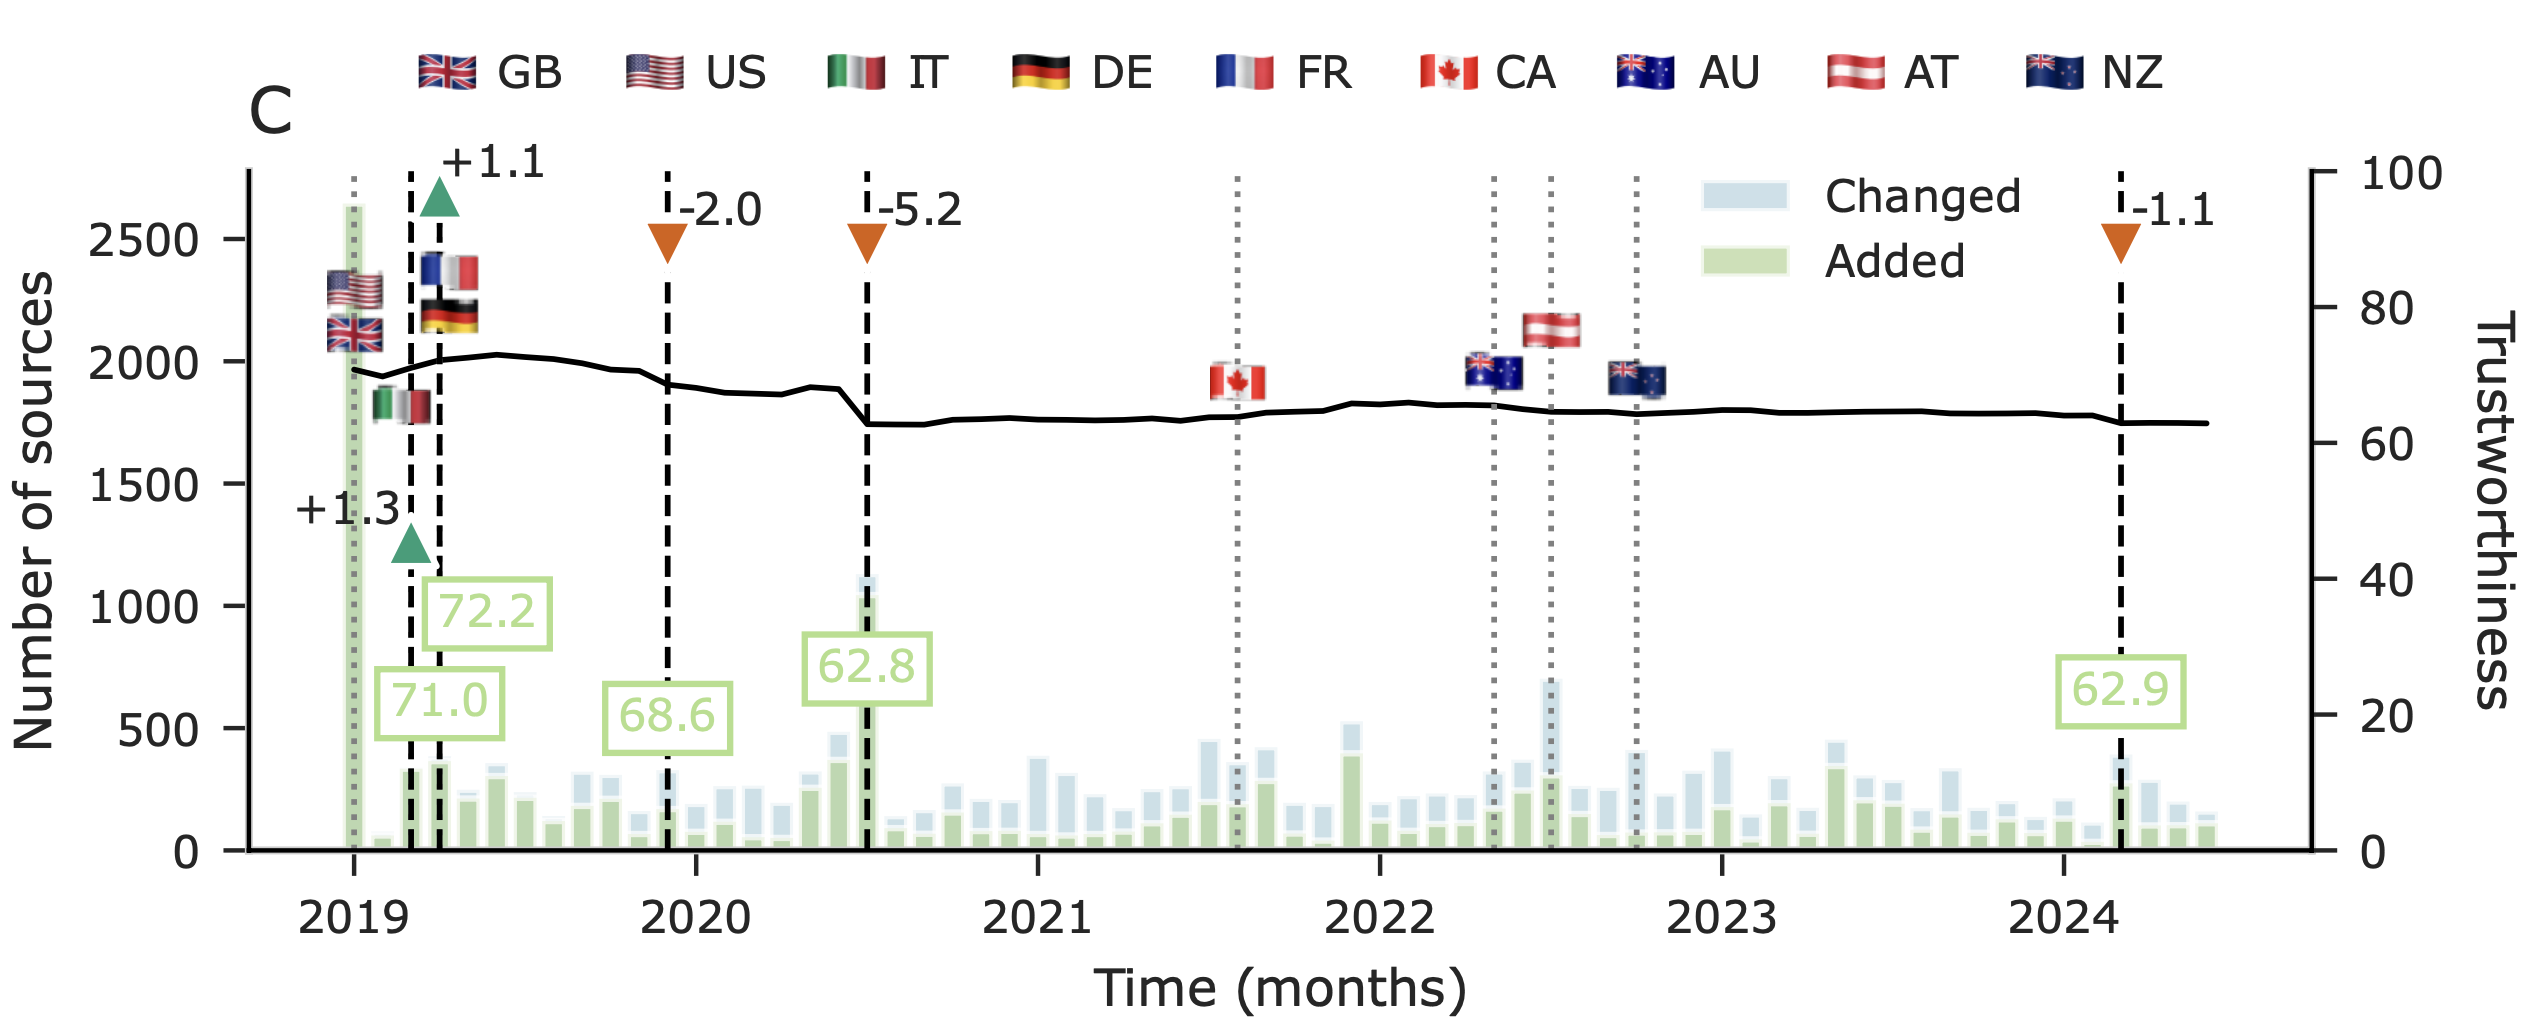 GB US IT DE FR CA AU AT NZ
C
+1.1
-2.0
-5.2
-1.1
+1.3
Changed
Added
72.2
71.0
68.6
62.8
62.9
Number of sources
2500
2000
1500
1000
500
0
Trustworthiness
100
80
60
40
20
0
2019 2020 2021 2022 2023 2024
Time (months)